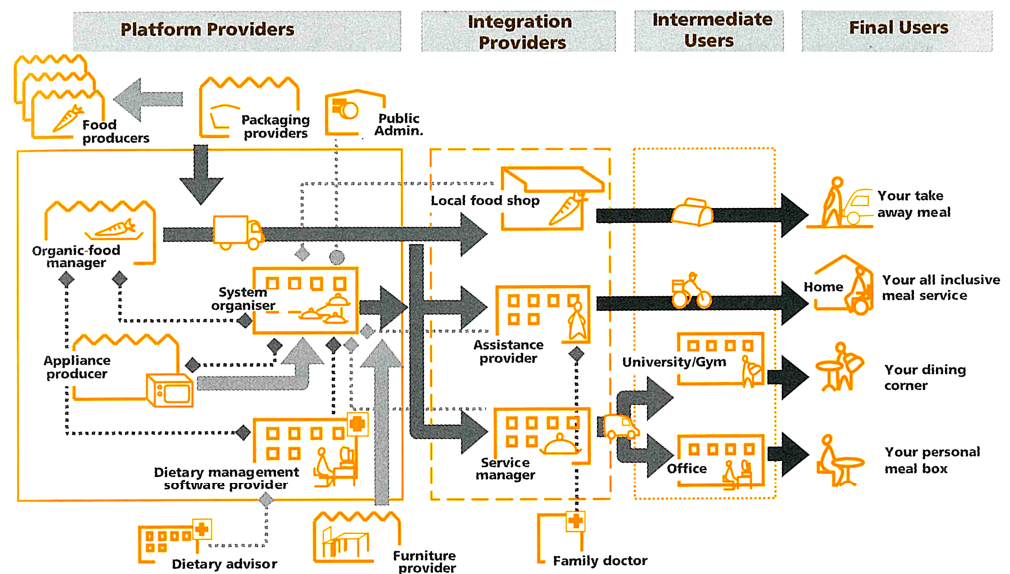 Platform Providers
Integration
Providers
Intermediate
Users
Final Users
Food
producers
Packaging
providers
Public
Admin.
Local food shop
Your take
away meal
Organic-food
manager
System
organiser
Assistance
provider
Home
Your all inclusive
meal service
Appliance
producer
University/Gym
Your dining
corner
Dietary management
software provider
Service
manager
Office
Your personal
meal box
Dietary advisor
Furniture
provider
Family doctor